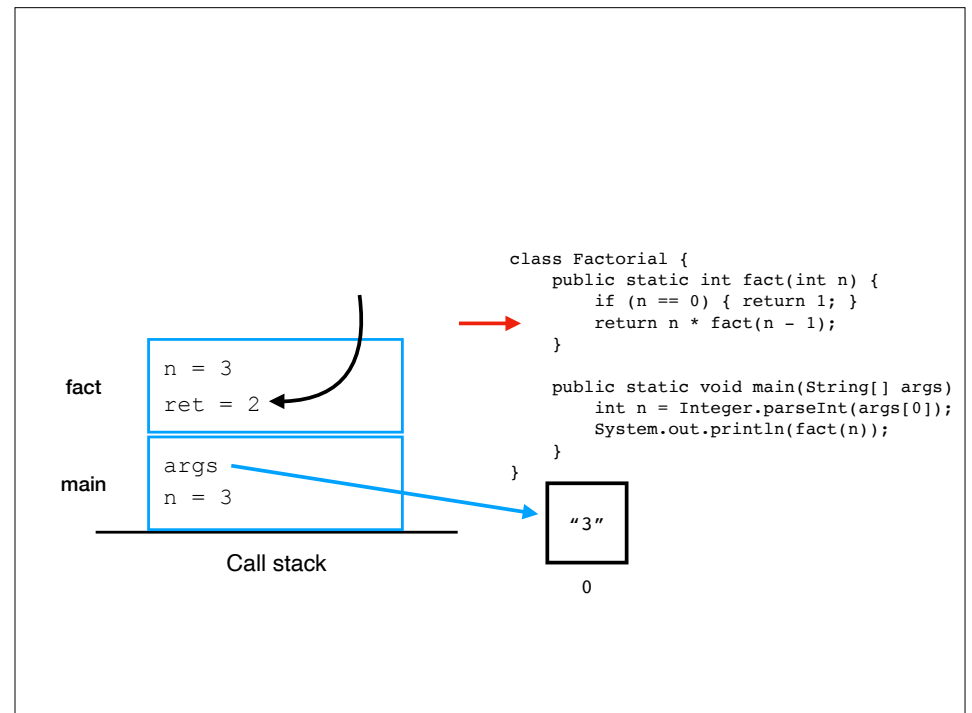 class Factorial {
    public static int fact(int n) {
        if (n == 0) { return 1; }
        return n * fact(n - 1);
    }
    public static void main(String[] args)
        int n = Integer.parseInt(args[0]);
        System.out.println(fact(n));
    }
}
fact
n = 3
ret = 2
main
args
n = 3
Call stack
“3”
0